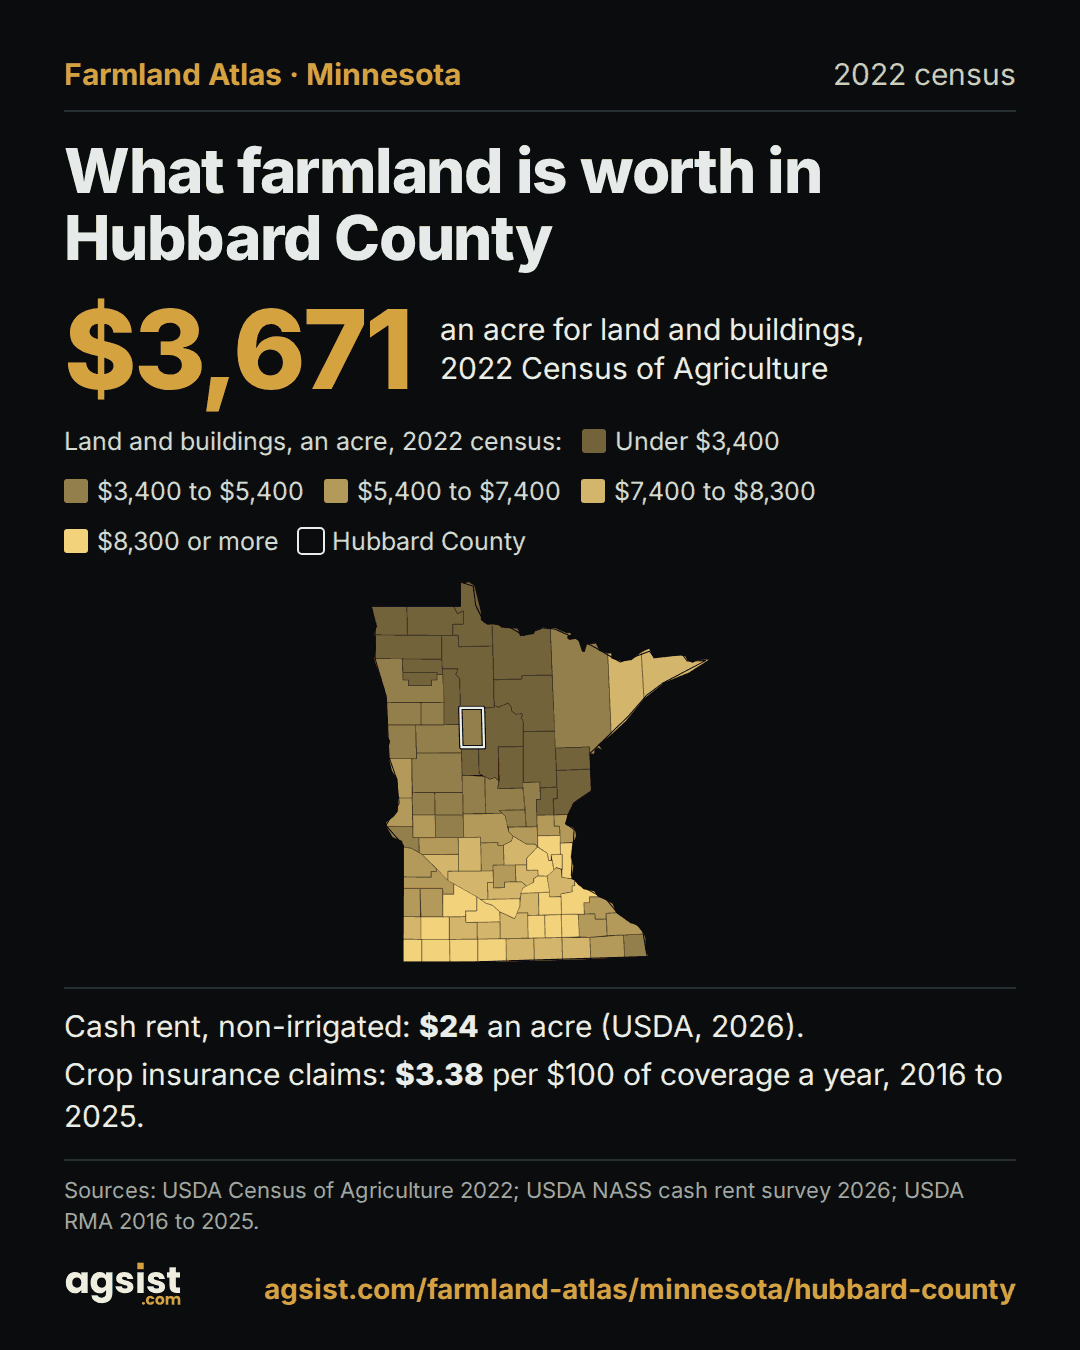 Farmland Atlas · Minnesota
2022 census
What farmland is worth in
Hubbard County
$3,671
an acre for land and buildings,
2022 Census of Agriculture
Land and buildings, an acre, 2022 census: Under $3,400
$3,400 to $5,400 $5,400 to $7,400 $7,400 to $8,300
$8,300 or more Hubbard County
Cash rent, non-irrigated: $24 an acre (USDA, 2026).
Crop insurance claims: $3.38 per $100 of coverage a year, 2016 to
2025.
Sources: USDA Census of Agriculture 2022; USDA NASS cash rent survey 2026; USDA
RMA 2016 to 2025.
agsist
.com
agsist.com/farmland-atlas/minnesota/hubbard-county